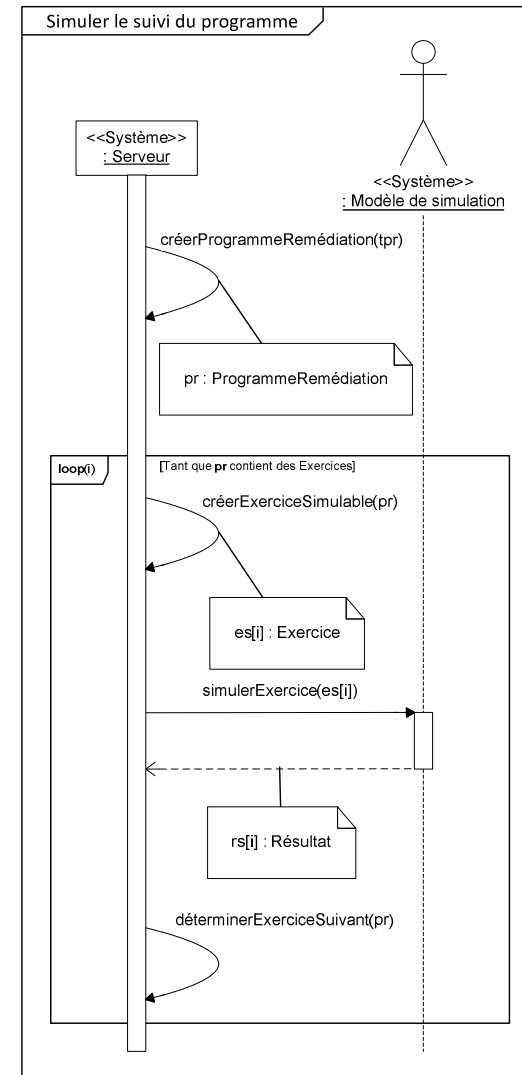 Simuler le suivi du programme
<<Système>>
: Serveur
<<Système>>
: Modèle de simulation
créerProgrammeRemédiation(tpr)
pr : ProgrammeRemédiation
loop(i)
[Tant que pr contient des Exercices]
créerExerciceSimulable(pr)
es[i] : Exercice
simulerExercice(es[i])
rs[i] : Résultat
déterminerExerciceSuivant(pr)